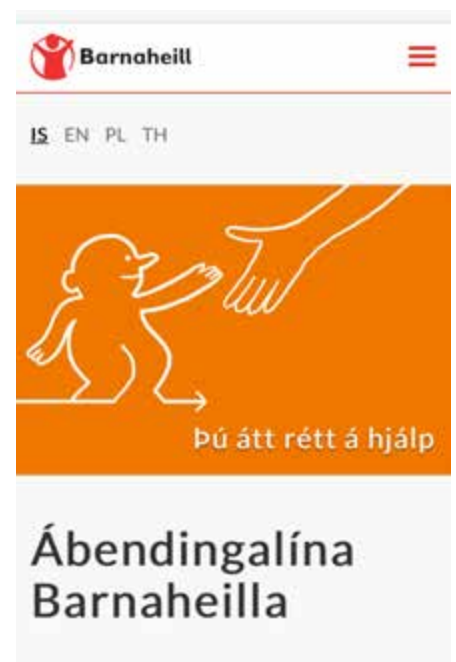 Barnaheill
IS EN PL TH
Þú átt rétt á hjálp
Ábendingalína
Barnaheilla